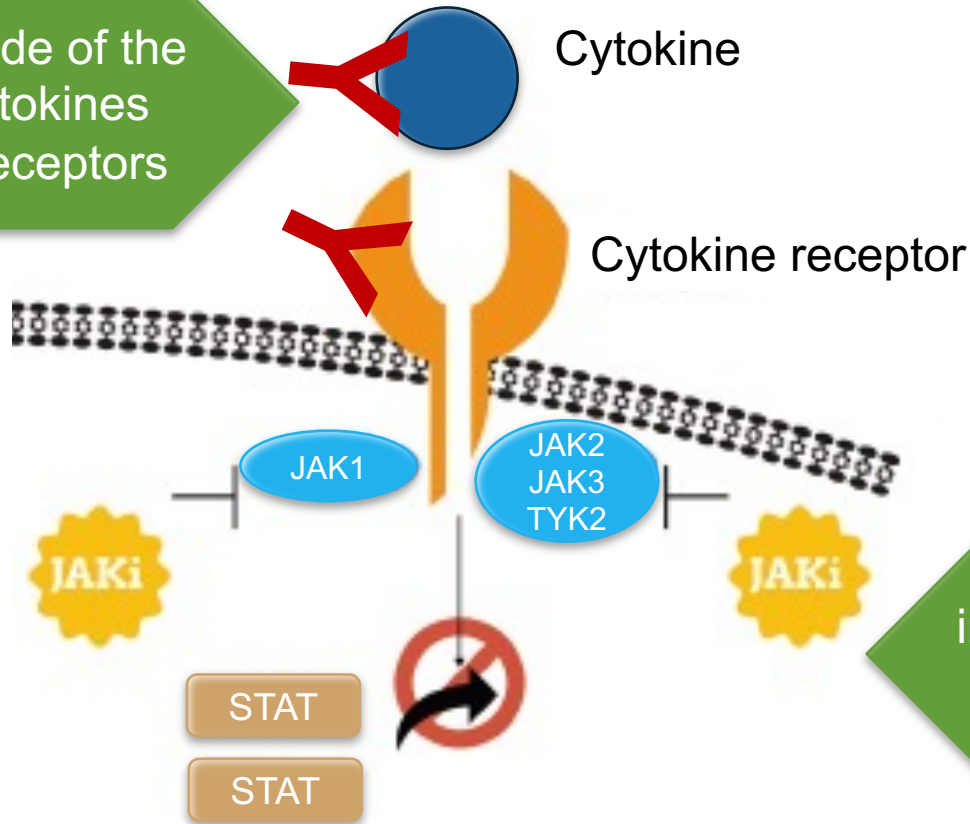 de of the
tokines
eceptors
Cytokine
Cytokine receptor
JAK1
JAK2
JAK3
TYK2
JAKi
JAKi
i
STAT
STAT